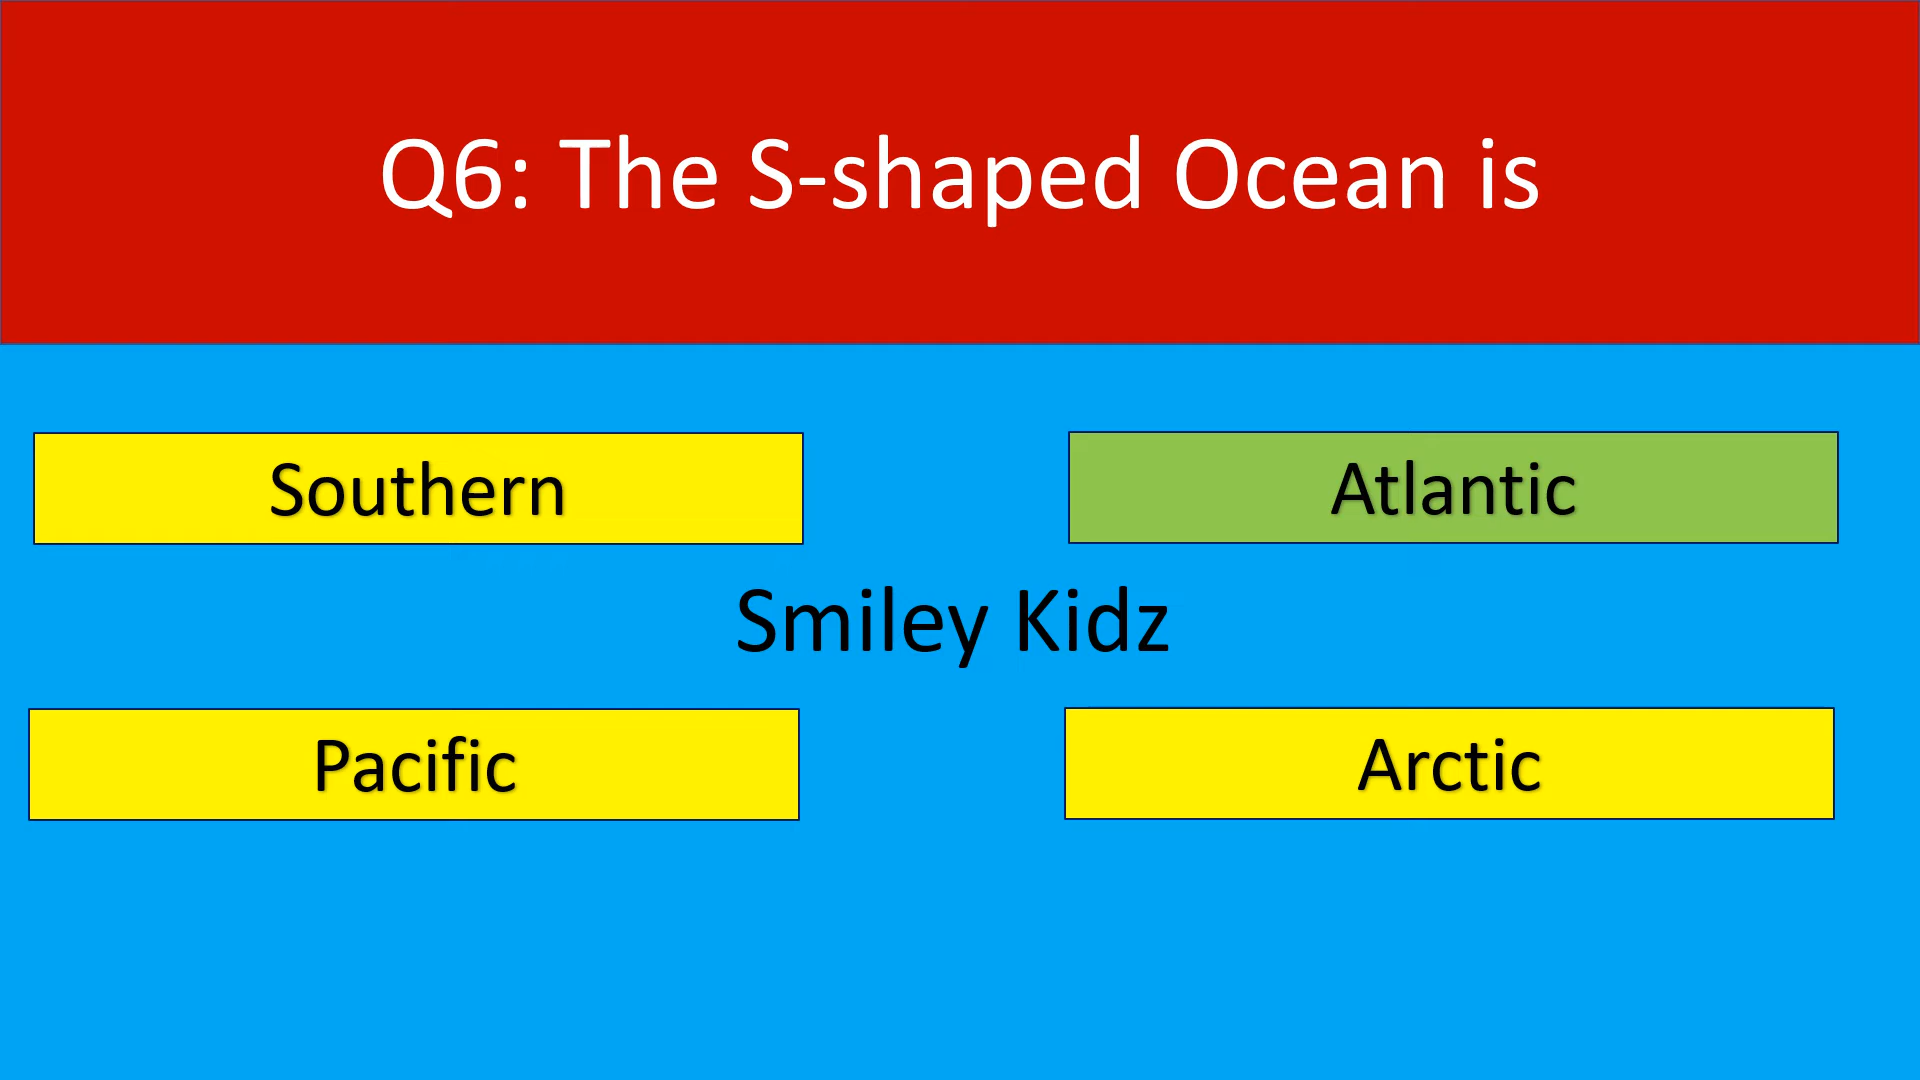 Q6: The S-shaped Ocean is
Southern
Atlantic
Smiley Kidz
Pacific
Arctic